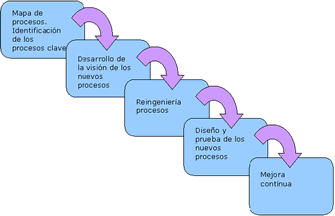 Mapa de
procesos.
Identificación
de los
procesos clave
Desarrollo de
la visión de los
nuevos
procesos
Reingeniería
procesos
Diseño y
prueba de los
nuevos
procesos
Mejora
contínua